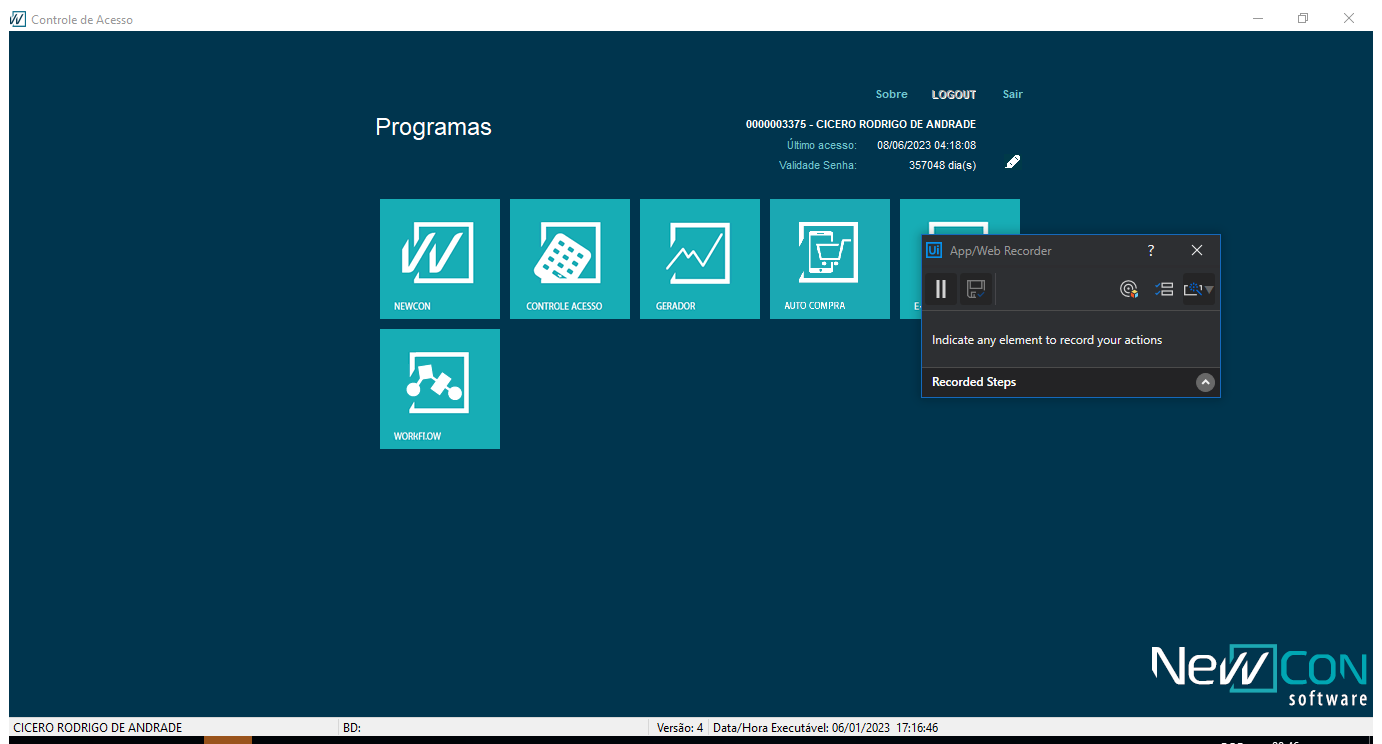 Controle de Acesso
Sobre LOGOUT Sair
Programas
0000003375 - CICERO RODRIGO DE ANDRADE
Último acesso: 08/06/2023 04:18:08
Validade Senha: 357048 dia(s)
NEWCON
CONTROLE ACESSO
GERADOR
AUTO COMPRA
WORKFLOW
Ui App/Web Recorder ?
Indicate any element to record your actions
Recorded Steps
NeWCon
software
CICERO RODRIGO DE ANDRADE BD: Versão: 4 Data/Hora Executável: 06/01/2023 17:16:46